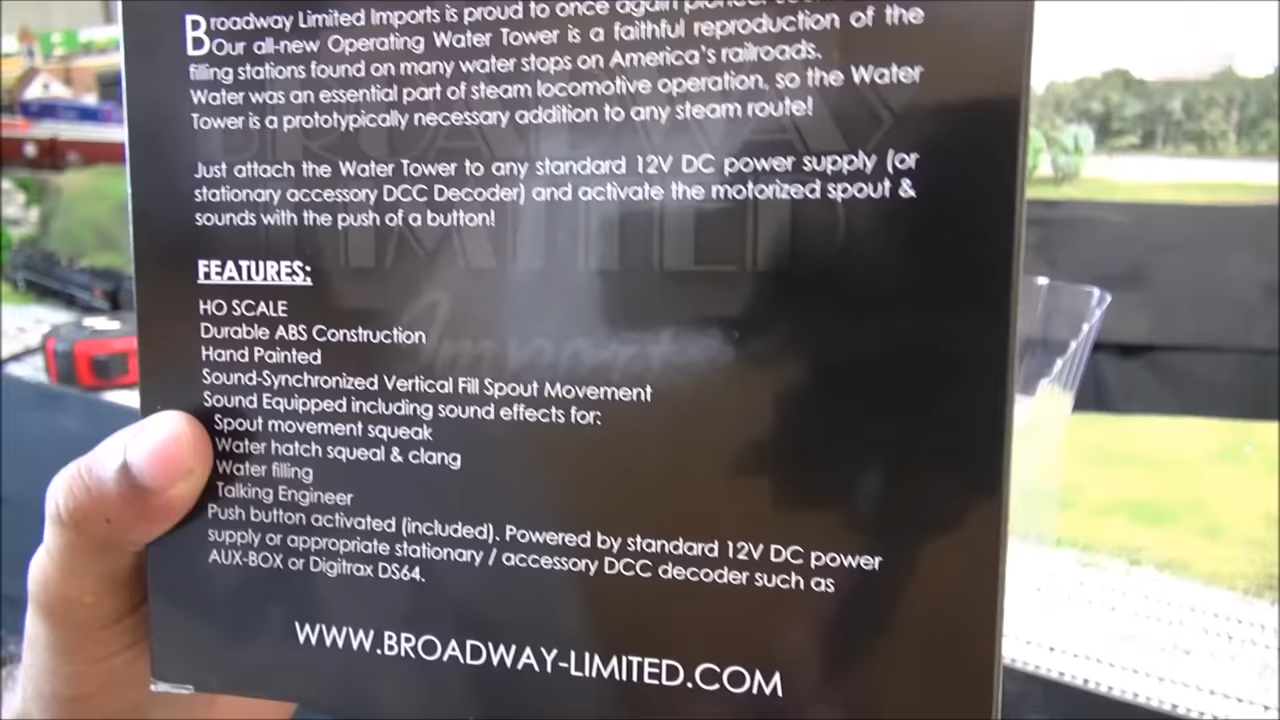 Broadway Limited Imports is proud to once again
Our all-new Operating Water Tower is a faithful reproduction of the
filling stations found on many water stops on America's railroads.
Water was an essential part of steam locomotive operation, so the Water
Tower is a prototypically necessary addition to any steam route!
Just attach the Water Tower to any standard 12V DC power supply (or
stationary accessory DCC Decoder) and activate the motorized spout &
sounds with the push of a button!
FEATURES:
HO SCALE
Durable ABS Construction
Hand Painted
Sound-Synchronized Vertical Fill Spout Movement
Sound Equipped including sound effects for:
Spout movement squeak
Water hatch squeal & clang
Water filling
Talking Engineer
Push button activated (included). Powered by standard 12V DC power
supply or appropriate stationary / accessory DCC decoder such as
AUX-BOX or Digitrax DS64.
WWW.BROADWAY-LIMITED.COM
BROADWAY
LIMITED
Imports